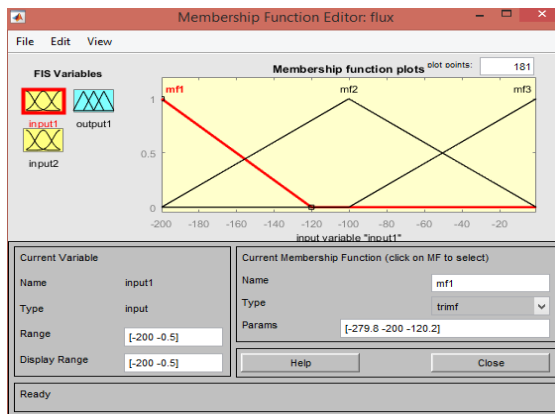 Membership Function Editor: flux
File Edit View
FIS Variables
input1
output1
input2
Membership function plots
plot points:
181
mf1
mf2
mf3
1
0.5
0
-200 -180 -160 -140 -120 -100 -80 -60 -40 -20
input variable "input1"
Current Variable
Name input1
Type input
Range [-200 -0.5]
Display Range [-200 -0.5]
Current Membership Function (click on MF to select)
Name mf1
Type trimf
Params [-279.8 -200 -120.2]
Help Close
Ready